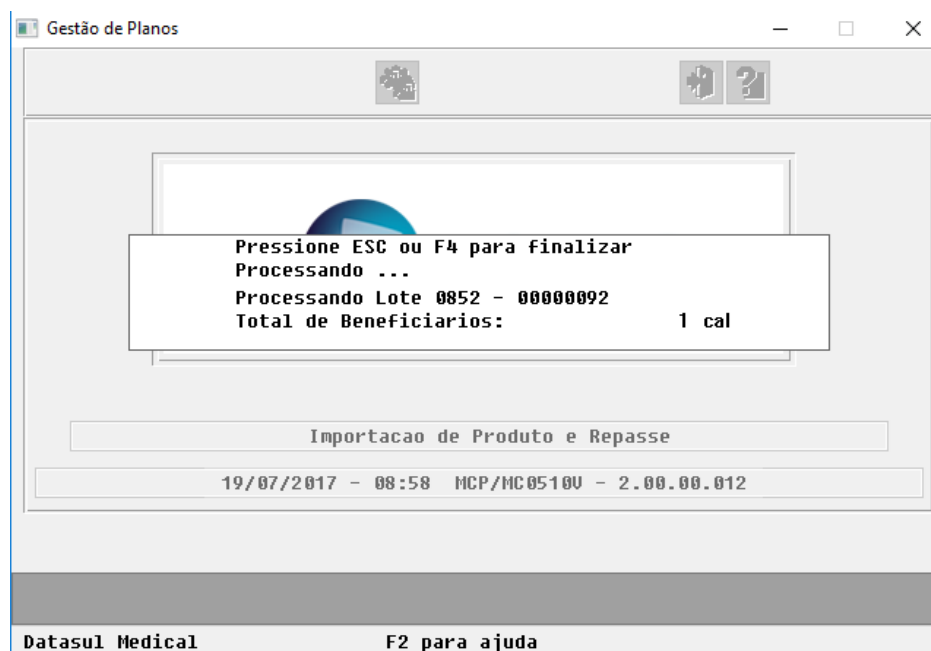 Gestão de Planos
Pressione ESC ou F4 para finalizar
Processando ...
Processando Lote 0852 - 00000092
Total de Beneficiarios: 1 cal
Importacao de Produto e Repasse
19/07/2017 - 08:58 MCP/MC0510V - 2.00.00.012
Datasul Medical F2 para ajuda